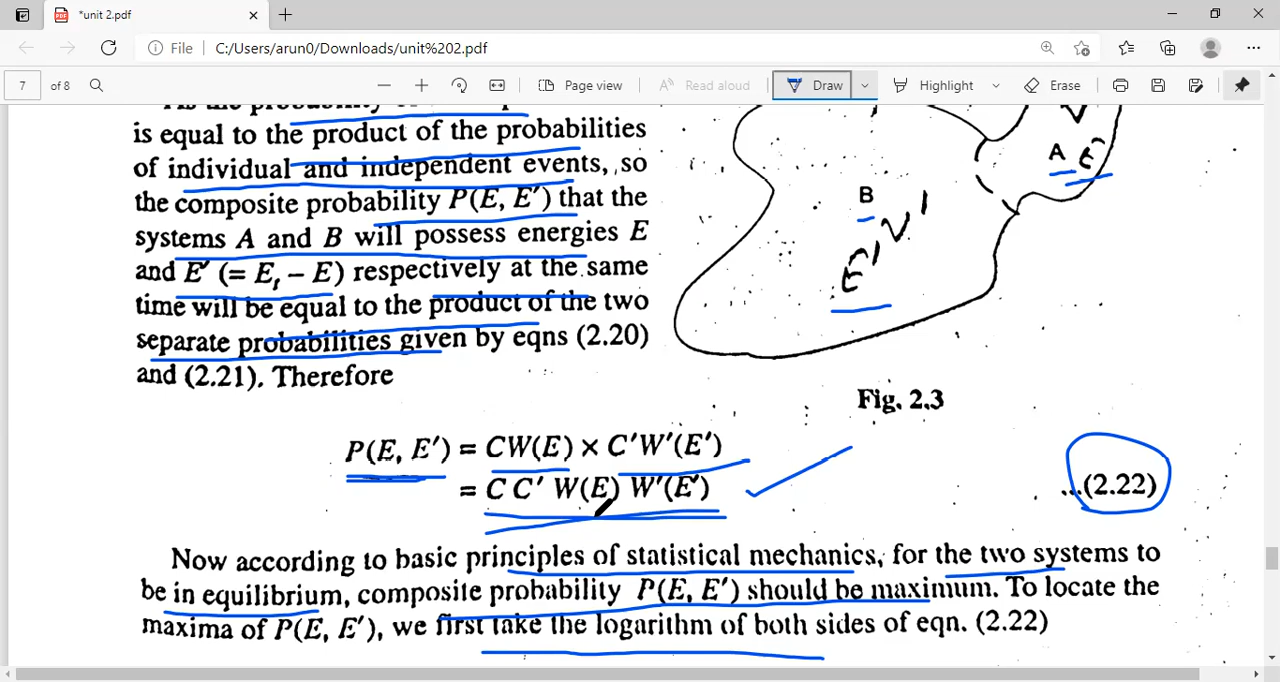 *unit 2.pdf
File C:/Users/arun0/Downloads/unit%202.pdf
7 of 8 Page view Read aloud Draw Highlight Erase
is equal to the product of the probabilities
of individual and independent events, so
the composite probability P(E, E′) that the
systems A and B will possess energies E
and E′ (= Eₜ − E) respectively at the same
time will be equal to the product of the two
separate probabilities given by eqns (2.20)
and (2.21). Therefore
V
A E
B
V'
E'
Fig. 2.3
P(E, E′) = CW(E) × C′W′(E′)
= C C′ W(E) W′(E′) ...(2.22)
Now according to basic principles of statistical mechanics, for the two systems to
be in equilibrium, composite probability P(E, E′) should be maximum. To locate the
maxima of P(E, E′), we first take the logarithm of both sides of eqn. (2.22)